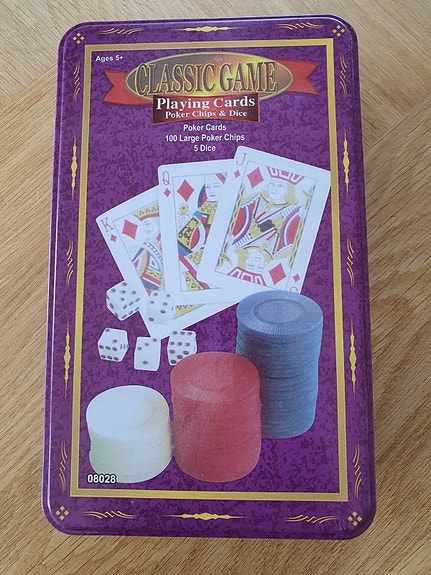 Ages 5+
CLASSIC GAME
Playing Cards
Poker Chips & Dice
Poker Cards
100 Large Poker Chips
5 Dice
K
Q
J
08028